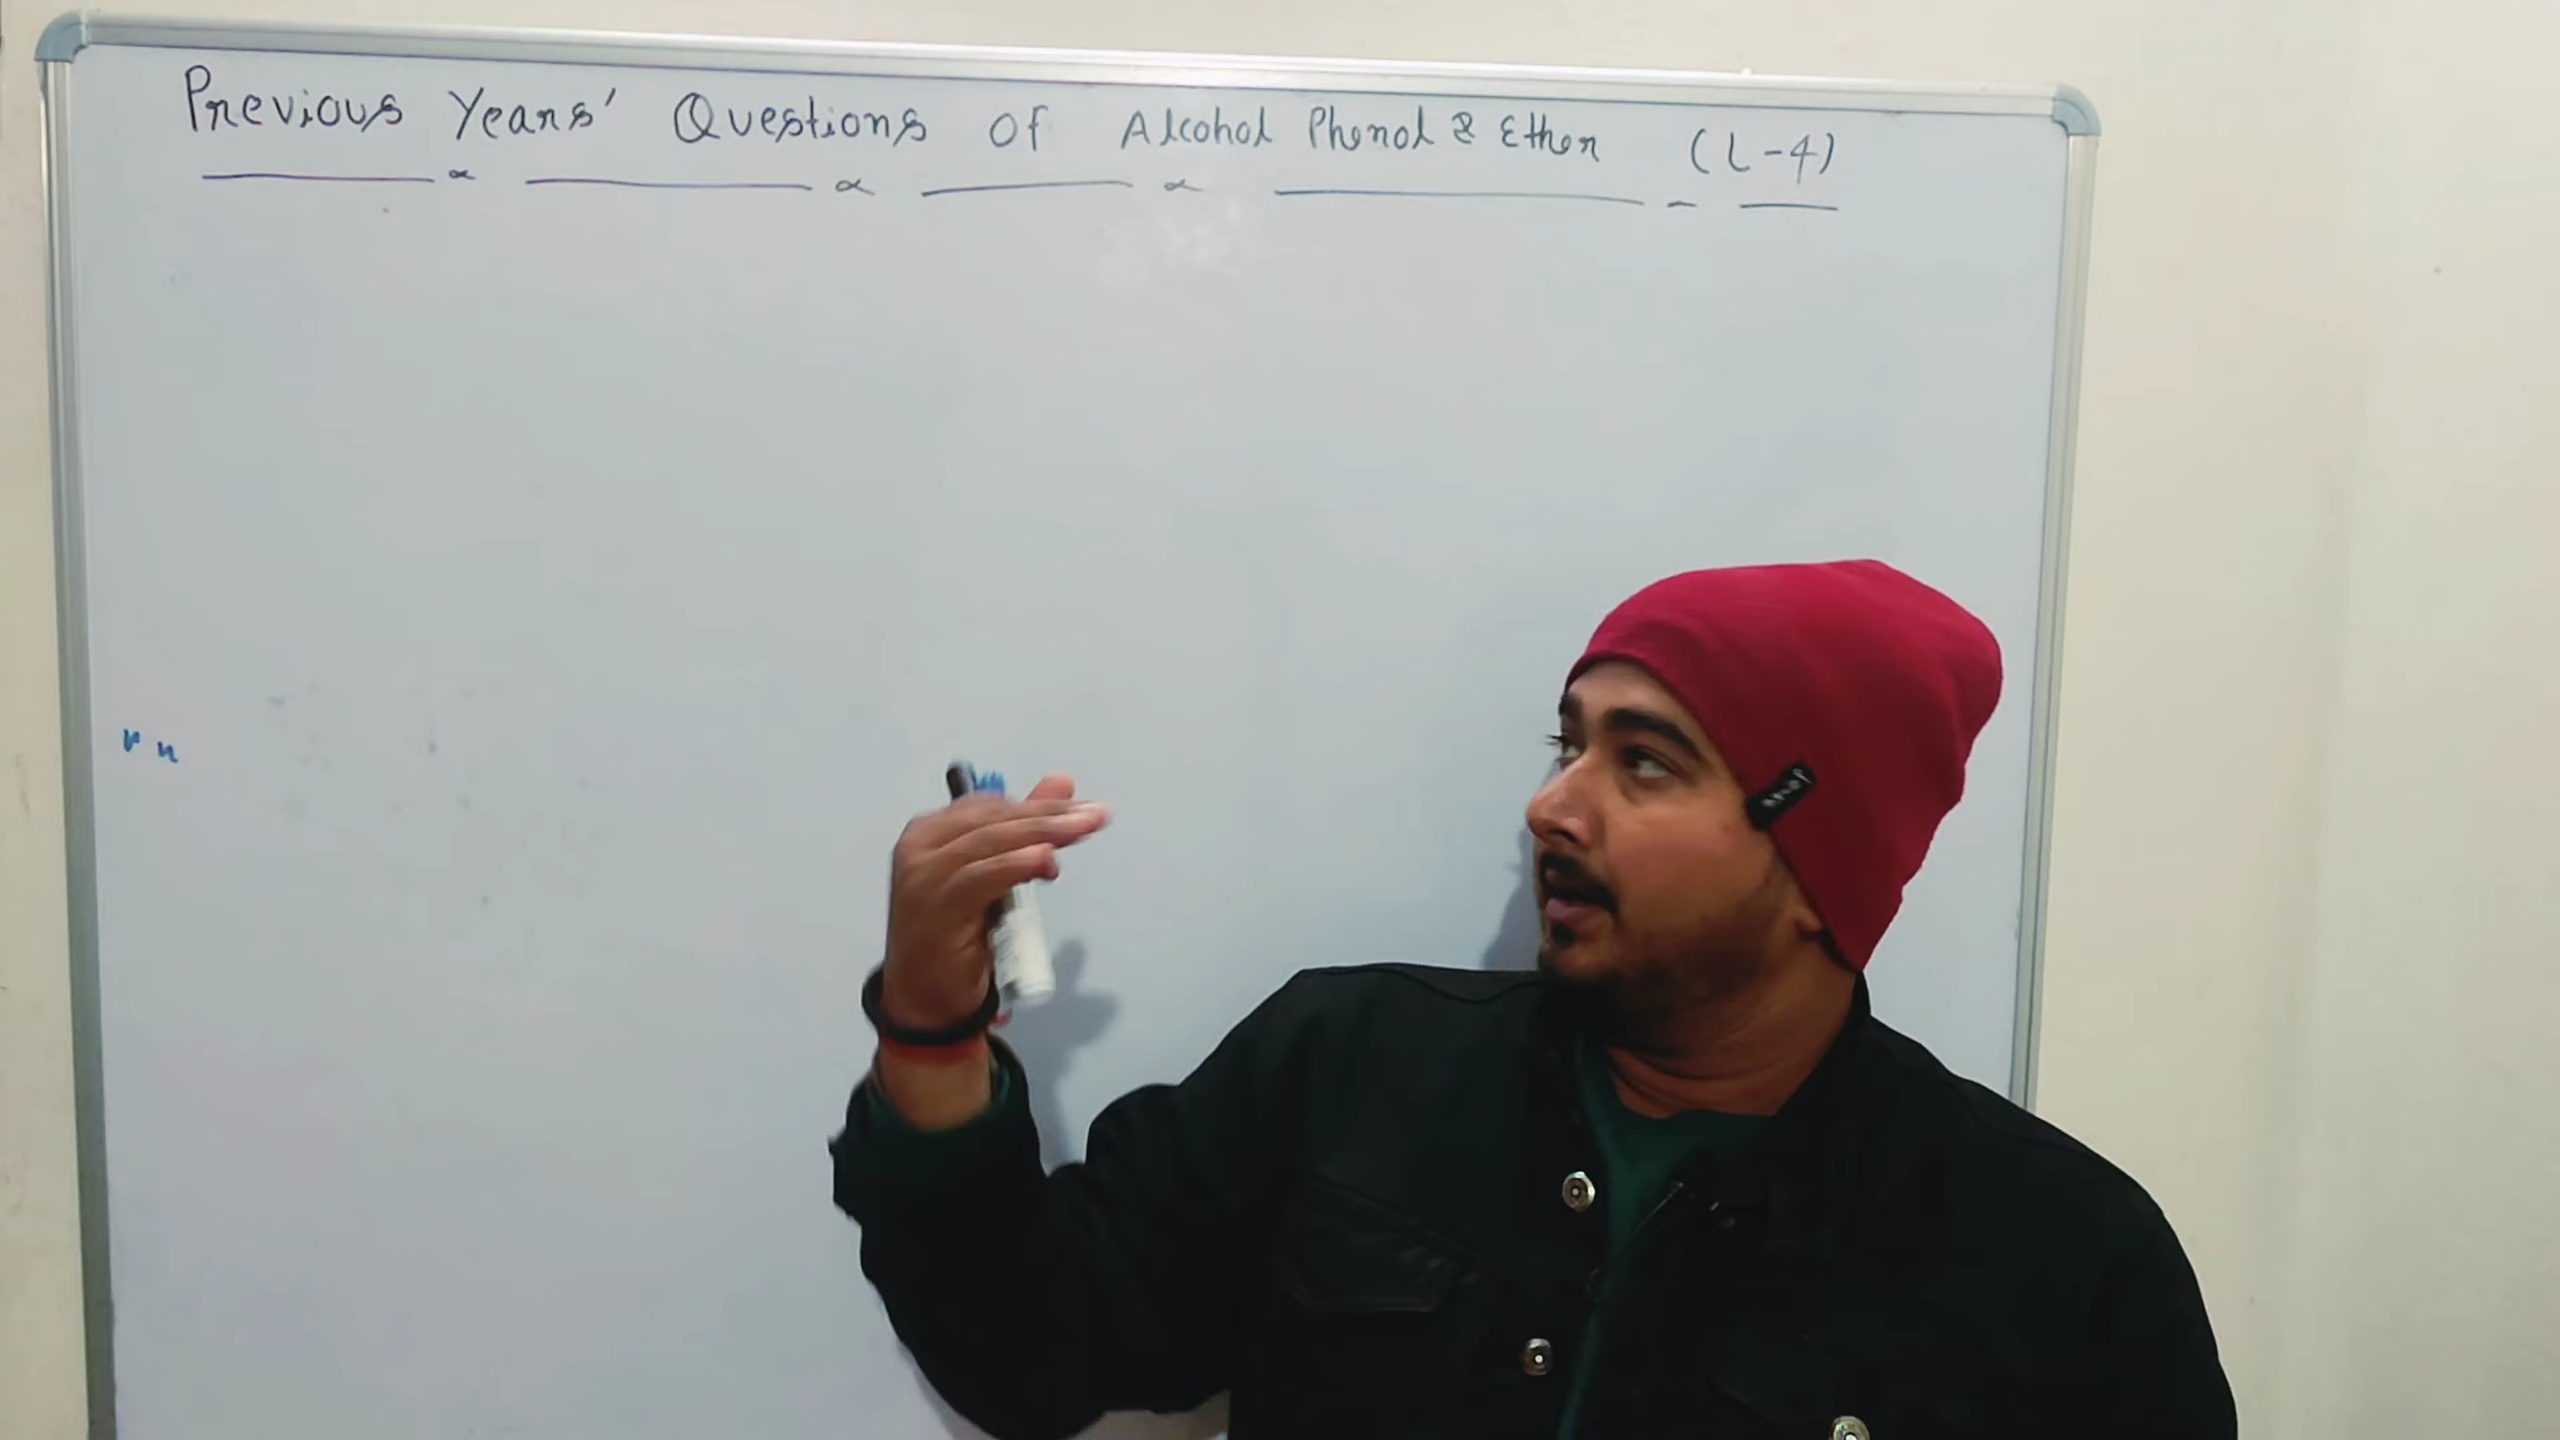 Previous Years' Questions Of Alcohol Phenol & Ether (L-4)